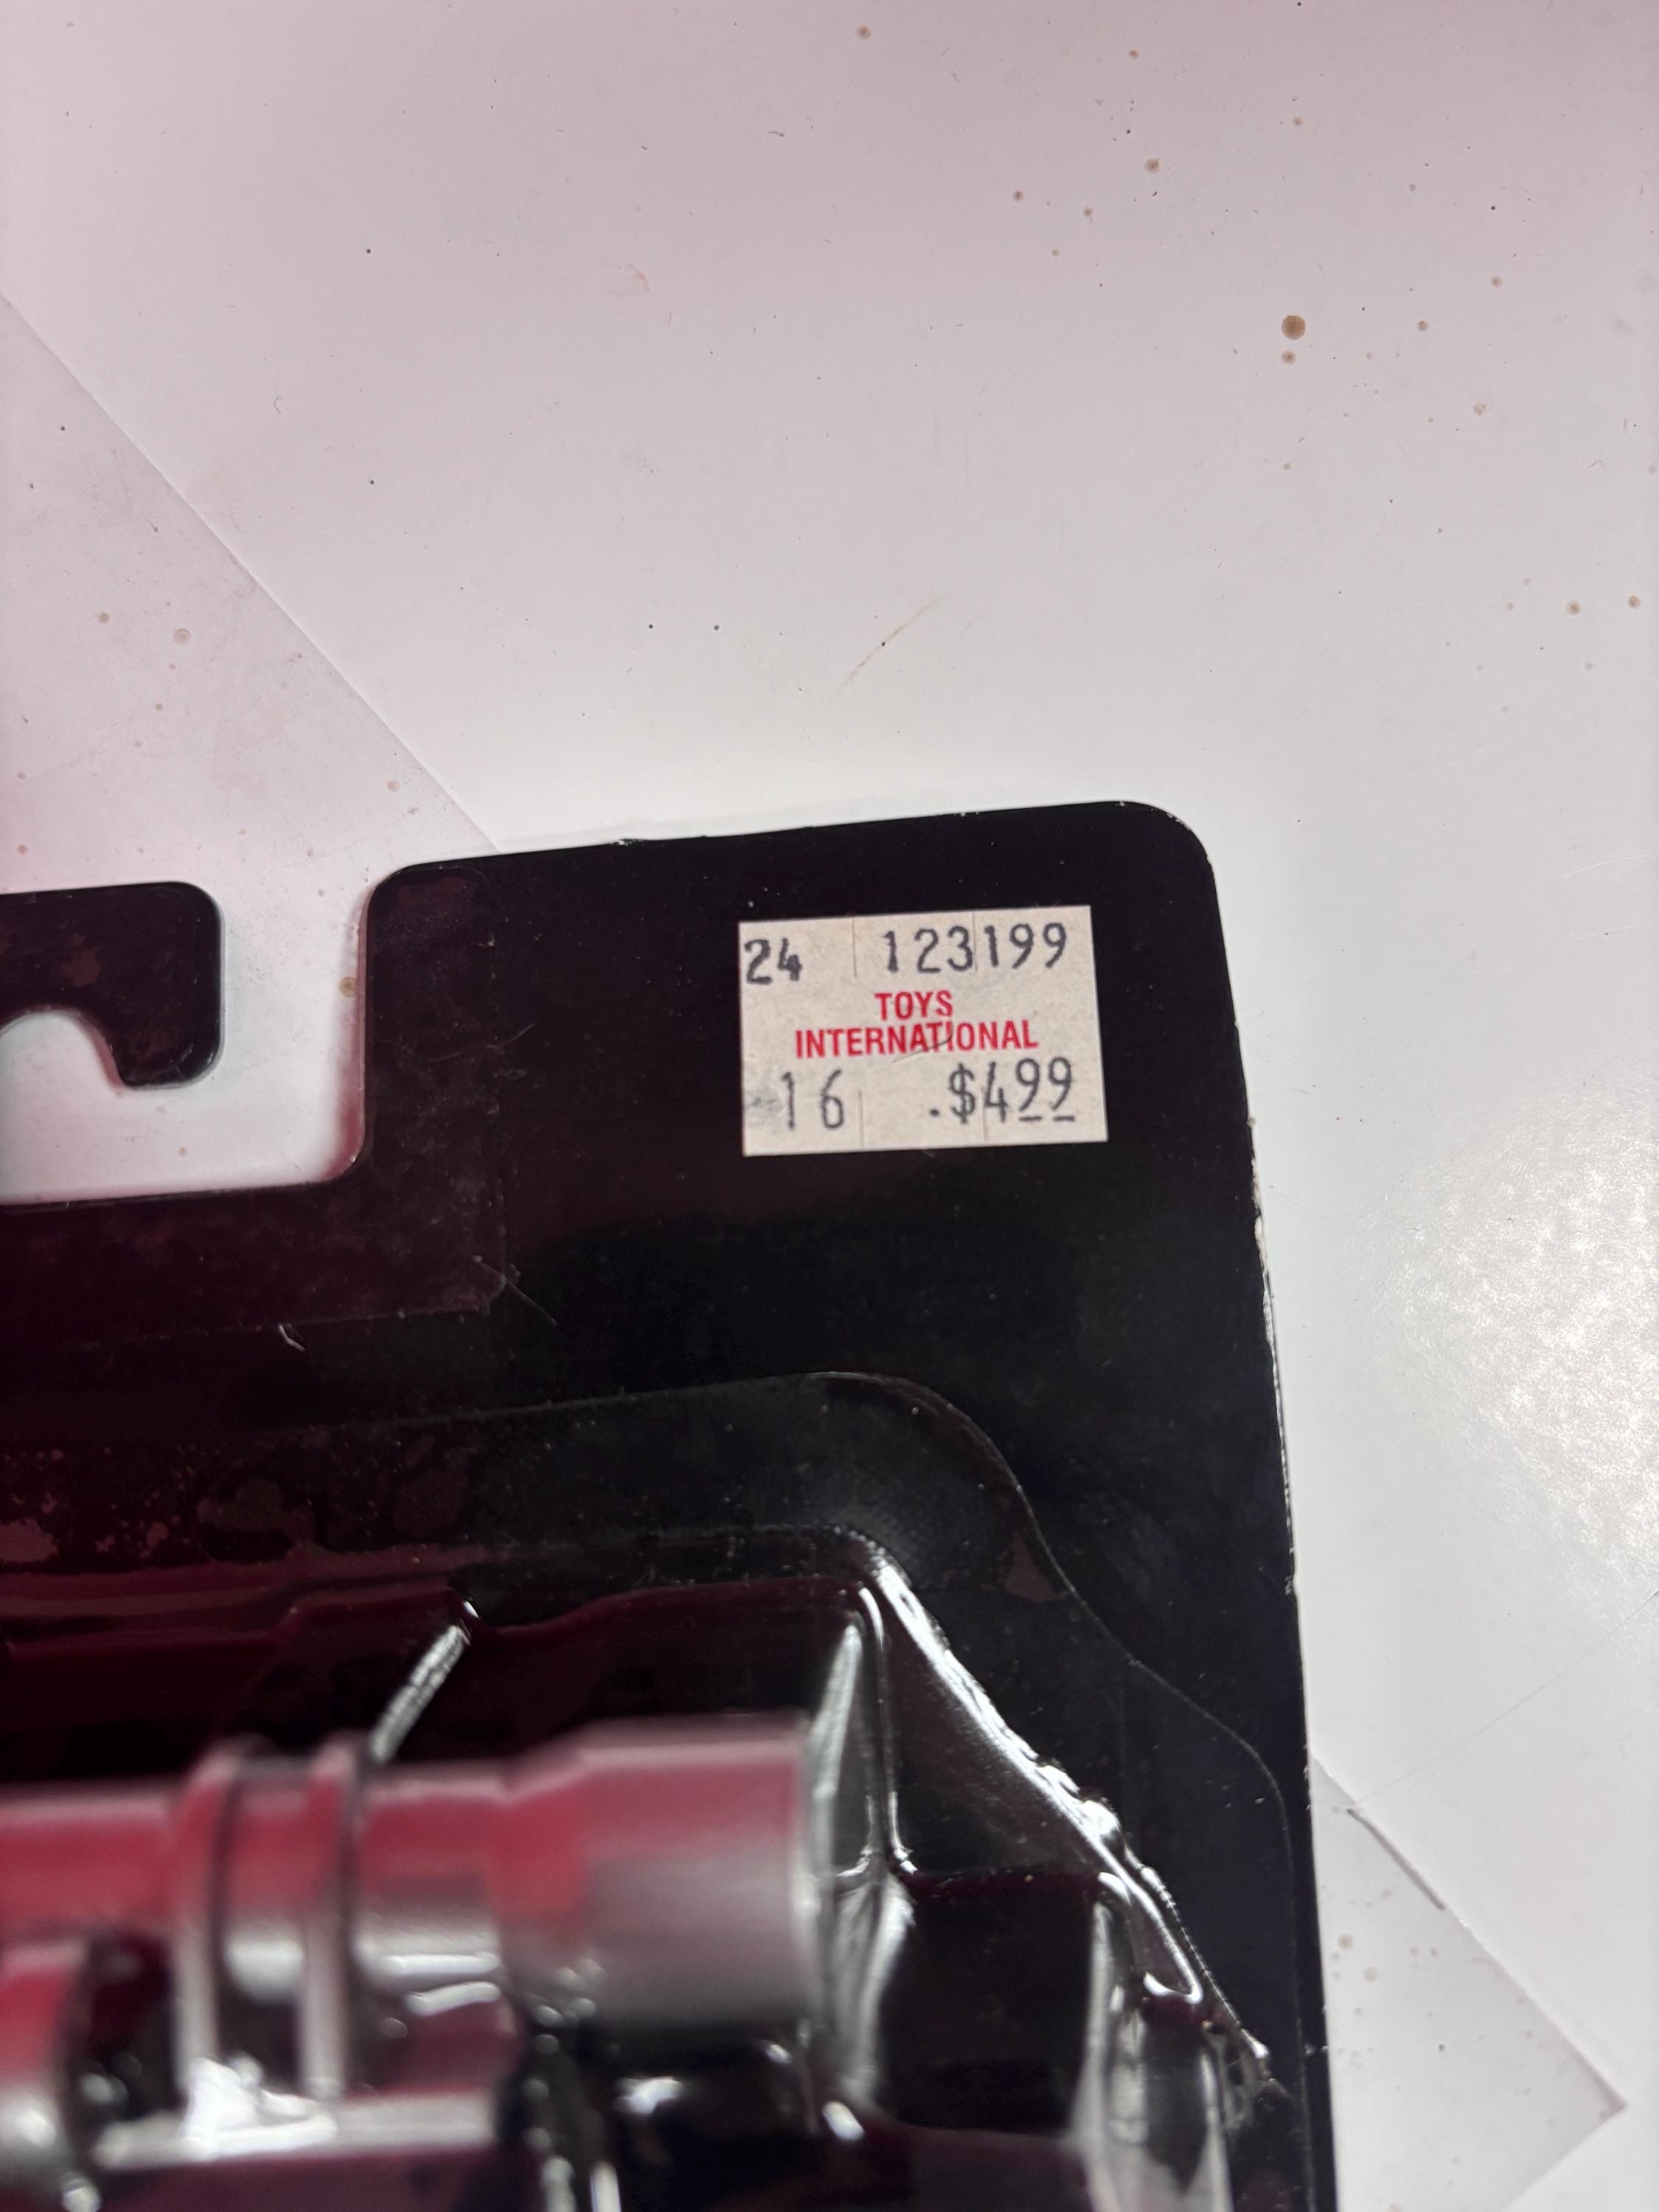 24 123199
TOYS
INTERNATIONAL
16 .$499